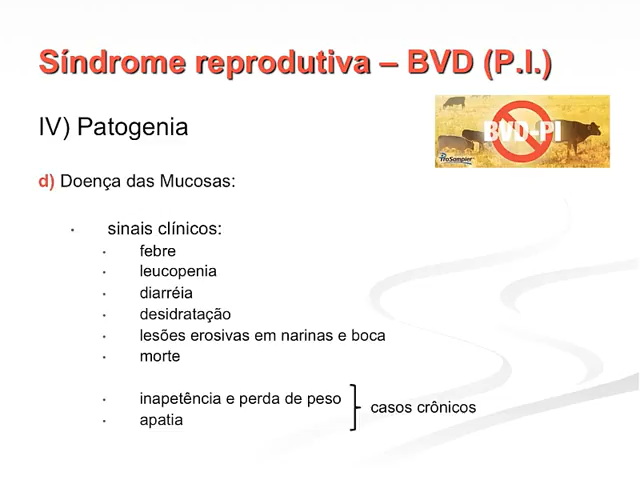 Síndrome reprodutiva – BVD (P.I.)
IV) Patogenia
BVD-PI
ProSampler
d) Doença das Mucosas:
• sinais clínicos:
• febre
• leucopenia
• diarréia
• desidratação
• lesões erosivas em narinas e boca
• morte
• inapetência e perda de peso
• apatia
casos crônicos